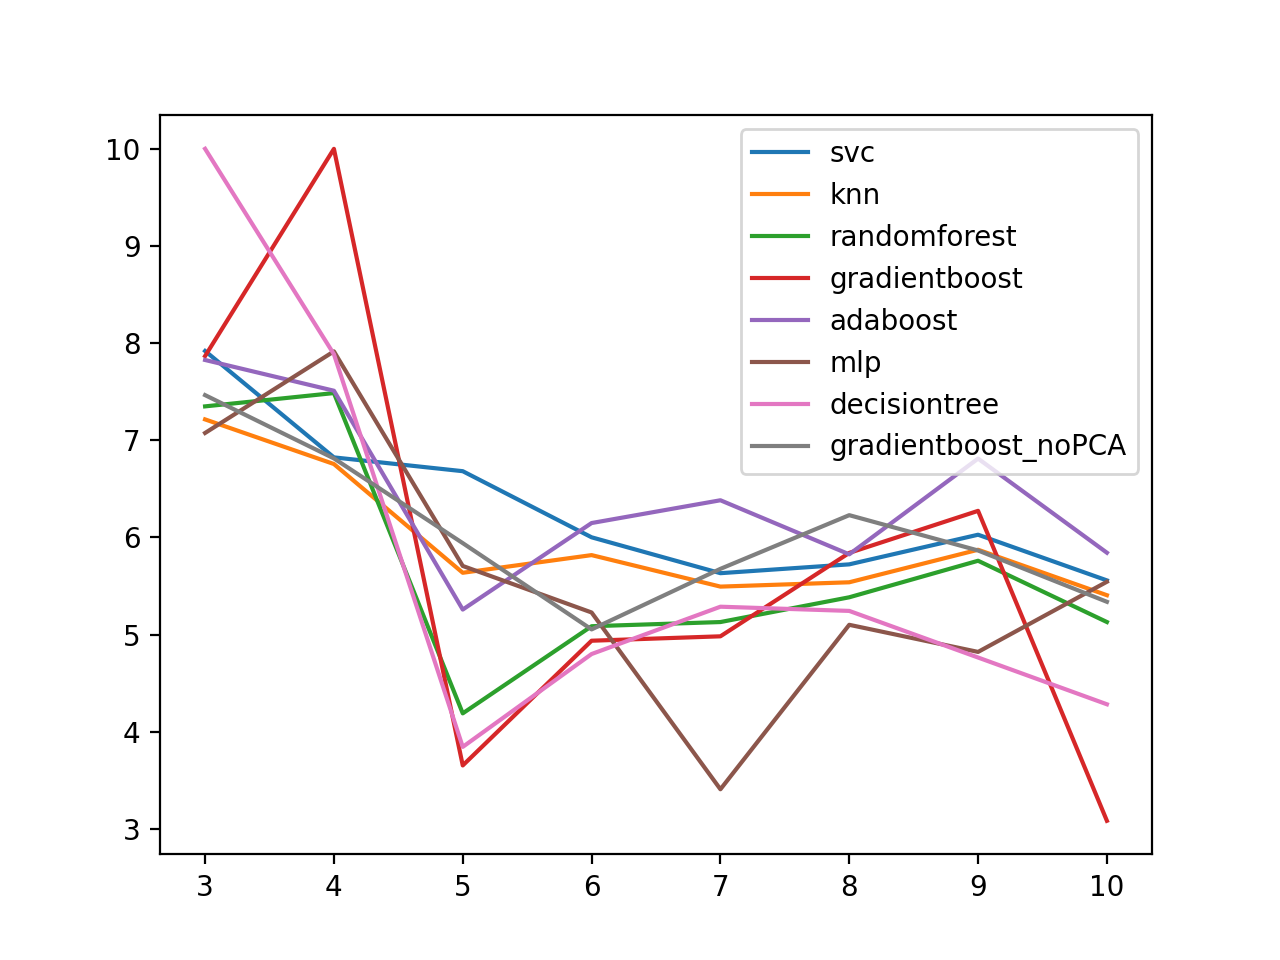 10
9
8
7
6
5
4
3
svc
knn
randomforest
gradientboost
adaboost
mlp
decisiontree
gradientboost_noPCA
3 4 5 6 7 8 9 10